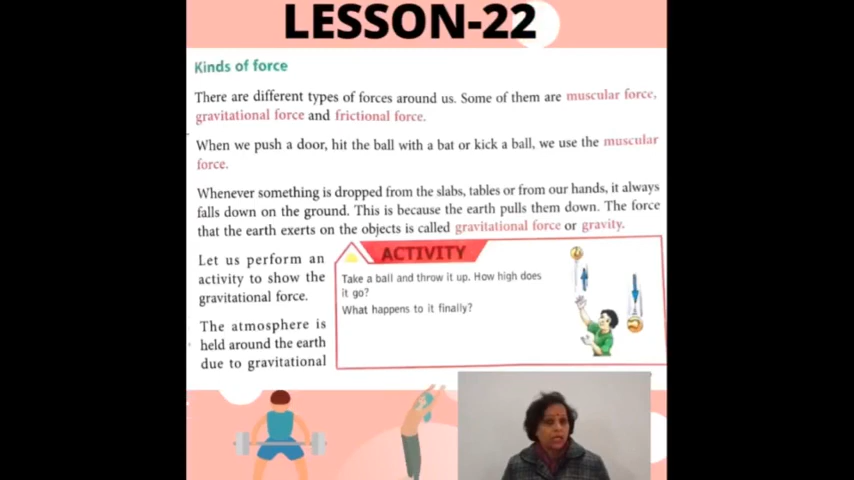 LESSON-22
Kinds of force
There are different types of forces around us. Some of them are muscular force,
gravitational force and frictional force.
When we push a door, hit the ball with a bat or kick a ball, we use the muscular
force.
Whenever something is dropped from the slabs, tables or from our hands, it always
falls down on the ground. This is because the earth pulls them down. The force
that the earth exerts on the objects is called gravitational force or gravity.
Let us perform an
activity to show the
gravitational force.
The atmosphere is
held around the earth
due to gravitational
ACTIVITY
Take a ball and throw it up. How high does
it go?
What happens to it finally?